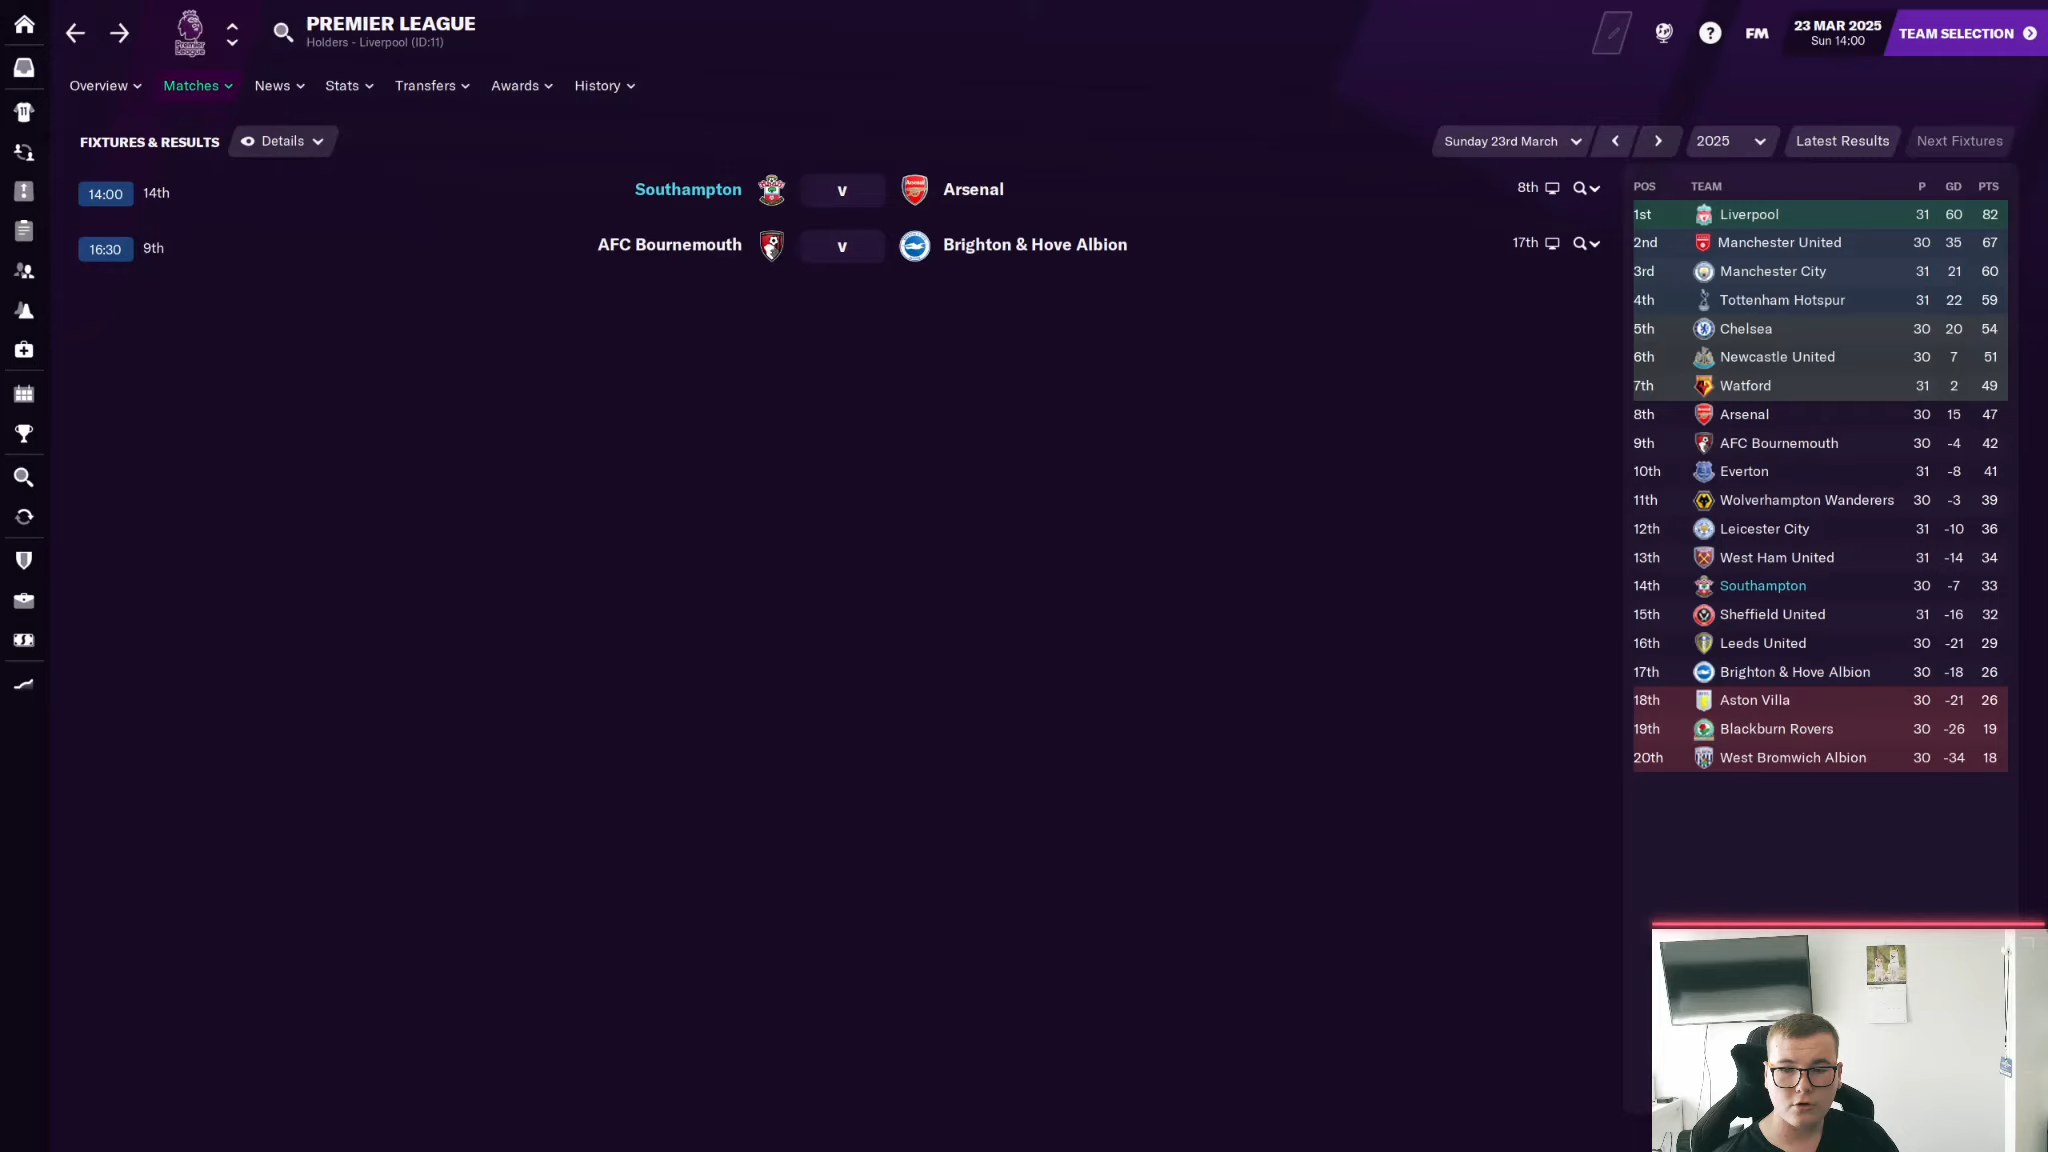 PREMIER LEAGUE
Holders - Liverpool (ID:11)
FM
23 MAR 2025
Sun 14:00
TEAM SELECTION
Overview
Matches
News
Stats
Transfers
Awards
History
FIXTURES & RESULTS
Details
Sunday 23rd March
2025
Latest Results
Next Fixtures
14:00 14th Southampton v Arsenal 8th
16:30 9th AFC Bournemouth v Brighton & Hove Albion 17th
POS TEAM P GD PTS
1st Liverpool 31 60 82
2nd Manchester United 30 35 67
3rd Manchester City 31 21 60
4th Tottenham Hotspur 31 22 59
5th Chelsea 30 20 54
6th Newcastle United 30 7 51
7th Watford 31 2 49
8th Arsenal 30 15 47
9th AFC Bournemouth 30 -4 42
10th Everton 31 -8 41
11th Wolverhampton Wanderers 30 -3 39
12th Leicester City 31 -10 36
13th West Ham United 31 -14 34
14th Southampton 30 -7 33
15th Sheffield United 31 -16 32
16th Leeds United 30 -21 29
17th Brighton & Hove Albion 30 -18 26
18th Aston Villa 30 -21 26
19th Blackburn Rovers 30 -26 19
20th West Bromwich Albion 30 -34 18